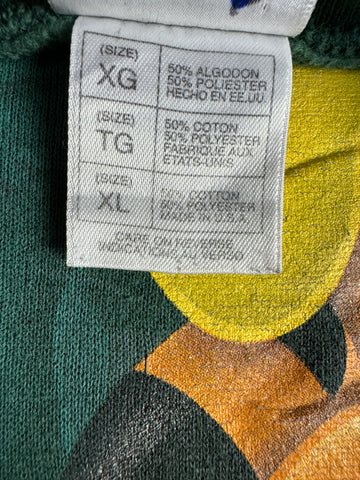 (SIZE)
XG
50% ALGODON
50% POLIESTER
HECHO EN EE.UU.
(SIZE)
TG
50% COTON
50% POLYESTER
FABRIQUE AUX
ETATS-UNIS
(SIZE)
XL
50% COTTON
50% POLYESTER
MADE IN U.S.A.
CARE ON REVERSE
INDICATIONS AU VERSO